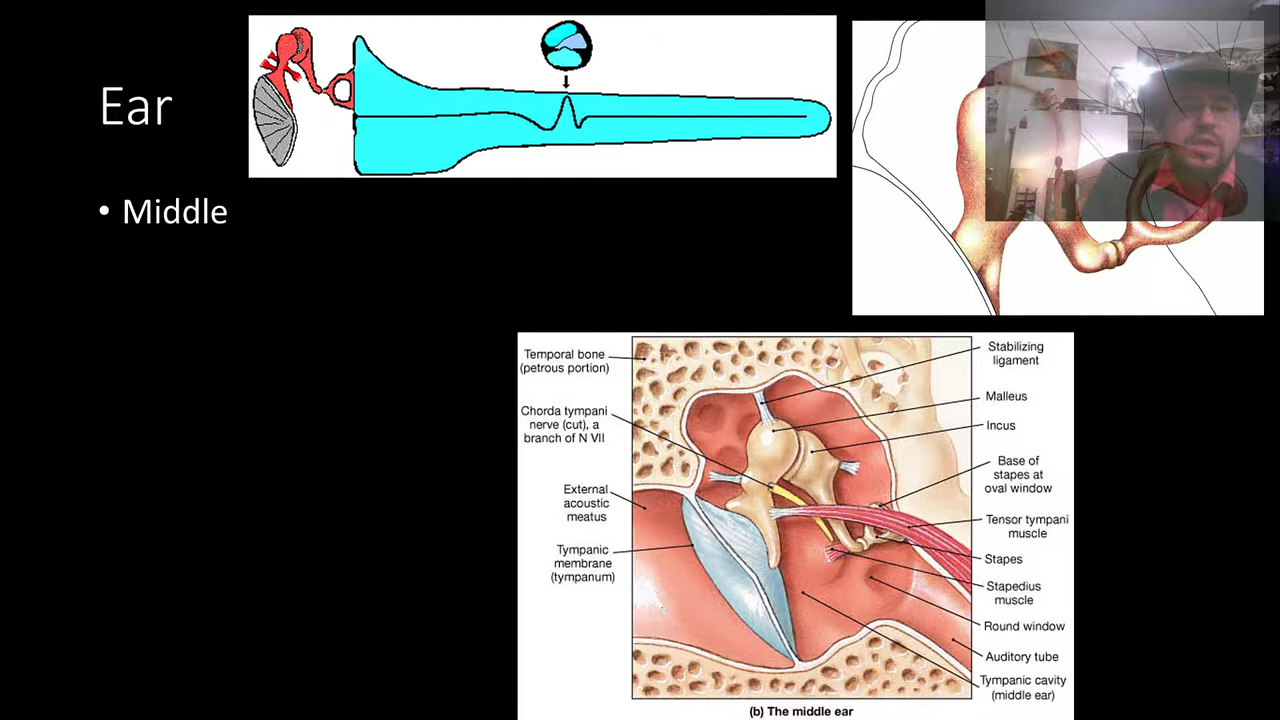 Ear
• Middle
Temporal bone
(petrous portion)
Chorda tympani
nerve (cut), a
branch of N VII
External
acoustic
meatus
Tympanic
membrane
(tympanum)
Stabilizing
ligament
Malleus
Incus
Base of
stapes at
oval window
Tensor tympani
muscle
Stapes
Stapedius
muscle
Round window
Auditory tube
Tympanic cavity
(middle ear)
(b) The middle ear